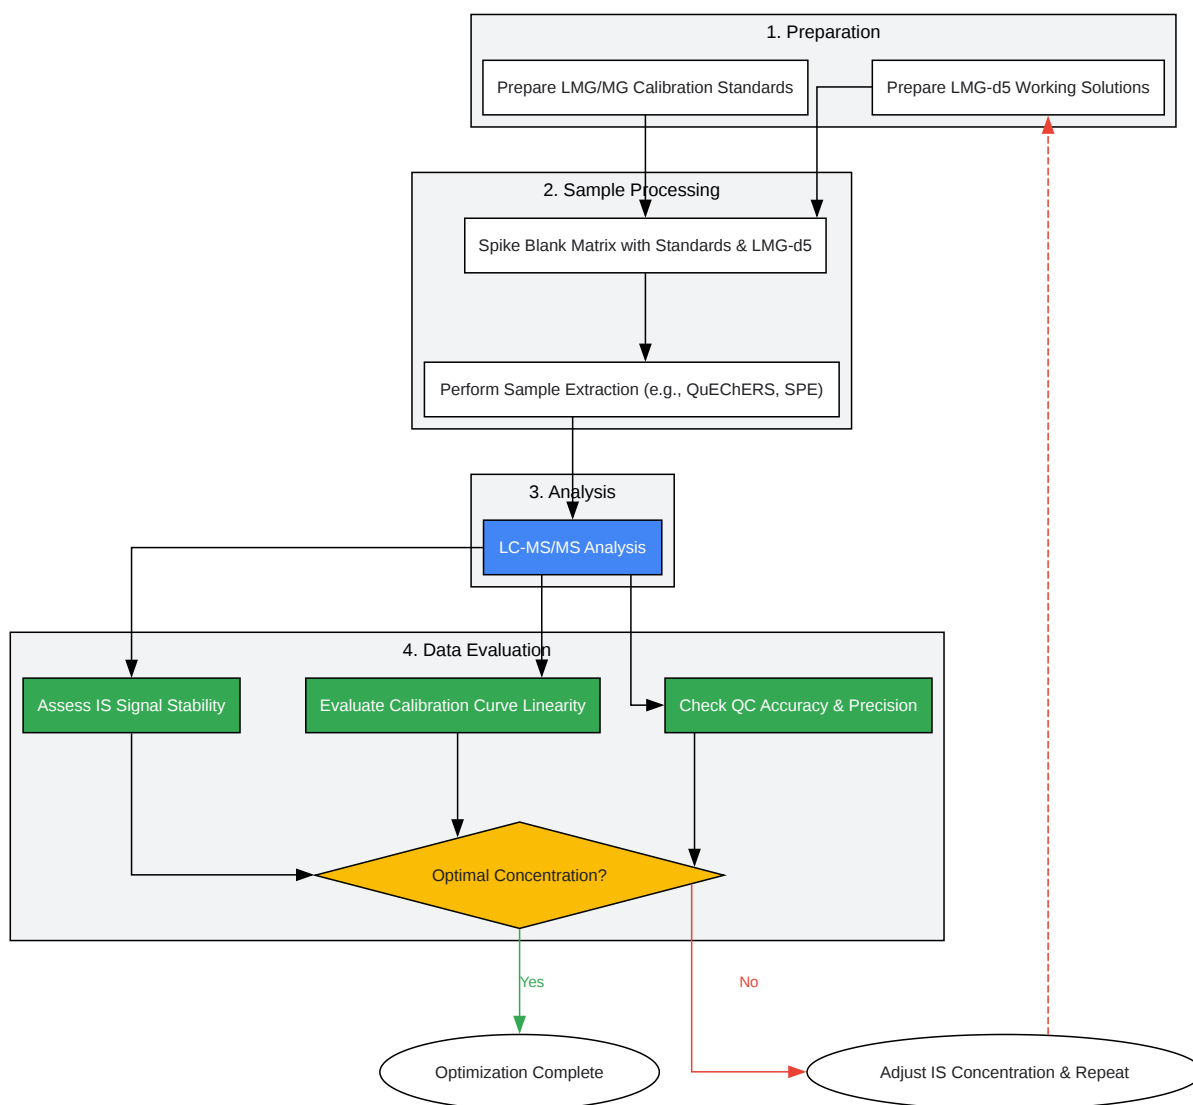 1. Preparation
Prepare LMG/MG Calibration Standards
Prepare LMG-d5 Working Solutions
2. Sample Processing
Spike Blank Matrix with Standards & LMG-d5
Perform Sample Extraction (e.g., QuEChERS, SPE)
3. Analysis
LC-MS/MS Analysis
4. Data Evaluation
Assess IS Signal Stability
Evaluate Calibration Curve Linearity
Check QC Accuracy & Precision
Optimal Concentration?
Yes
No
Optimization Complete
Adjust IS Concentration & Repeat